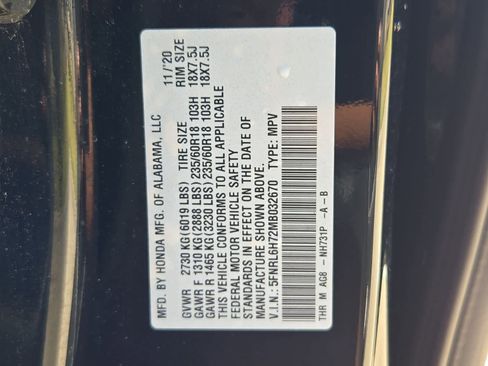 MFD. BY HONDA MFG. OF ALABAMA, LLC 11/'20
GVWR 2730 KG(6019 LBS) TIRE SIZE RIM SIZE
GAWR F 1310 KG(2888 LBS) 235/60R18 103H 18X7.5J
GAWR R 1465 KG(3230 LBS) 235/60R18 103H 18X7.5J
THIS VEHICLE CONFORMS TO ALL APPLICABLE
FEDERAL MOTOR VEHICLE SAFETY
STANDARDS IN EFFECT ON THE DATE OF
MANUFACTURE SHOWN ABOVE.
V.I.N.: 5FNRL6H72MB032670 TYPE: MPV
THR M AG8 - NH731P -A -B